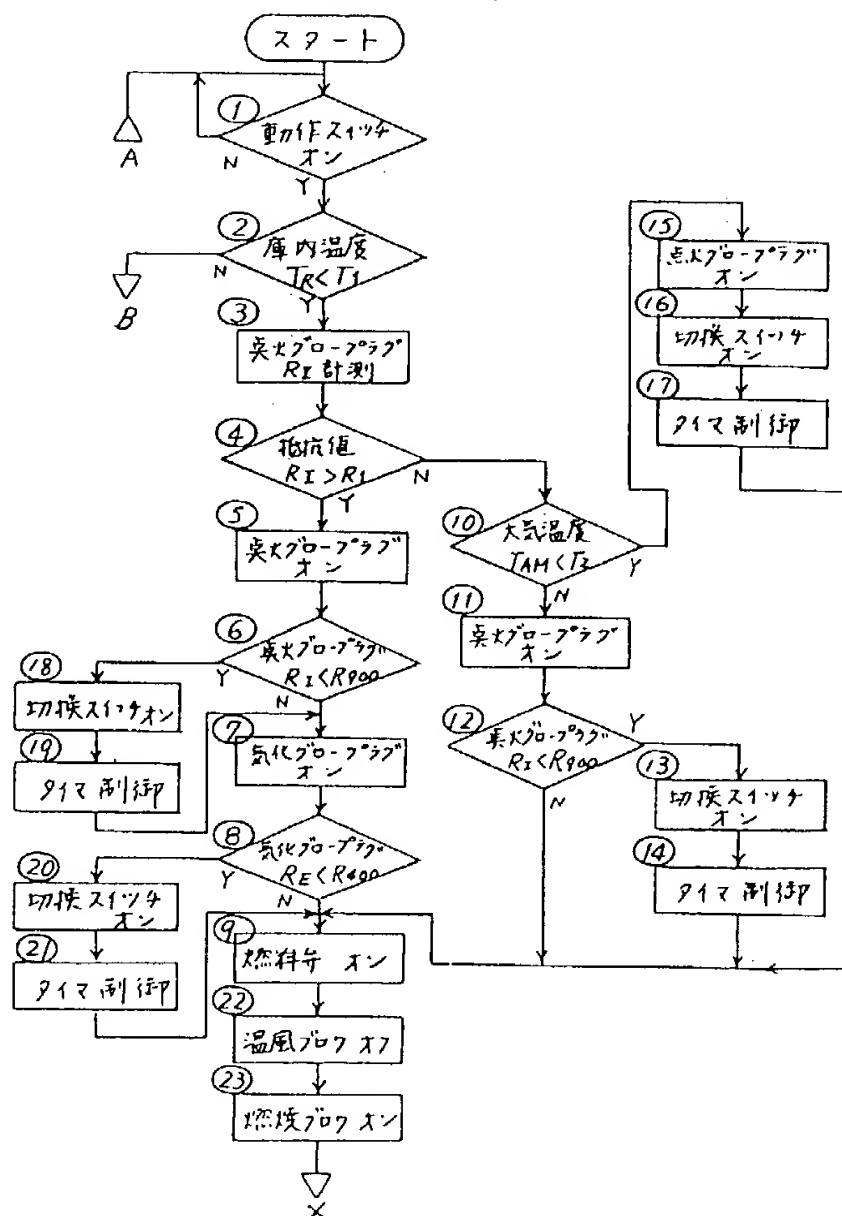 スタート
①
動作スイッチ
オン
N
Y
A
②
庫内温度
TR<T1
N
Y
B
③
点火グロープラグ
RI計測
④
抵抗値
RI>R1
N
Y
⑤
点火グロープラグ
オン
⑥
点火グロープラグ
RI<R900
Y
N
⑱
切換スイッチオン
⑲
タイマ制御
⑦
気化グロープラグ
オン
⑧
気化グロープラグ
RE<R400
Y
N
⑳
切換スイッチ
オン
㉑
タイマ制御
⑨
燃料弁 オン
㉒
温風ブロワ オフ
㉓
燃焼ブロワ オン
X
⑩
大気温度
TAM<T2
Y
N
⑪
点火グロープラグ
オン
⑫
点火グロープラグ
RI<R900
Y
N
⑬
切換スイッチ
オン
⑭
タイマ制御
⑮
点火グロープラグ
オン
⑯
切換スイッチ
オン
⑰
タイマ制御